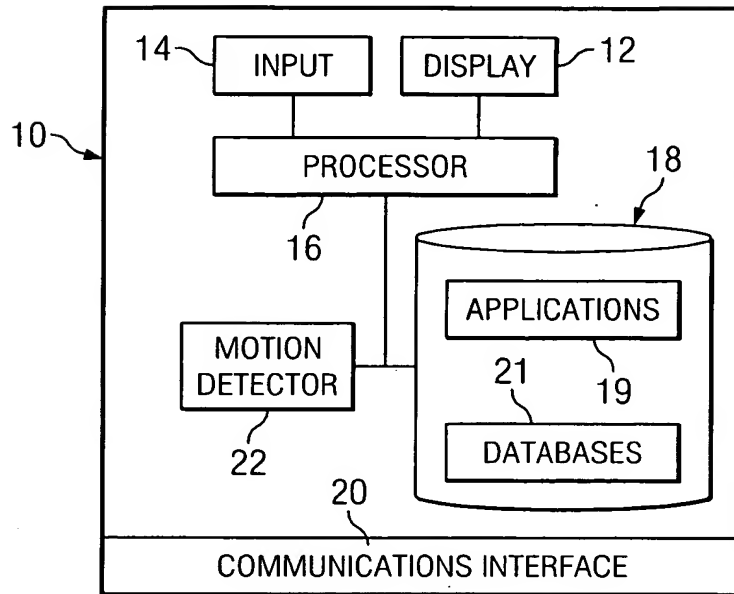 14
INPUT
DISPLAY
12
10
PROCESSOR
16
18
APPLICATIONS
19
MOTION
DETECTOR
22
21
DATABASES
20
COMMUNICATIONS INTERFACE